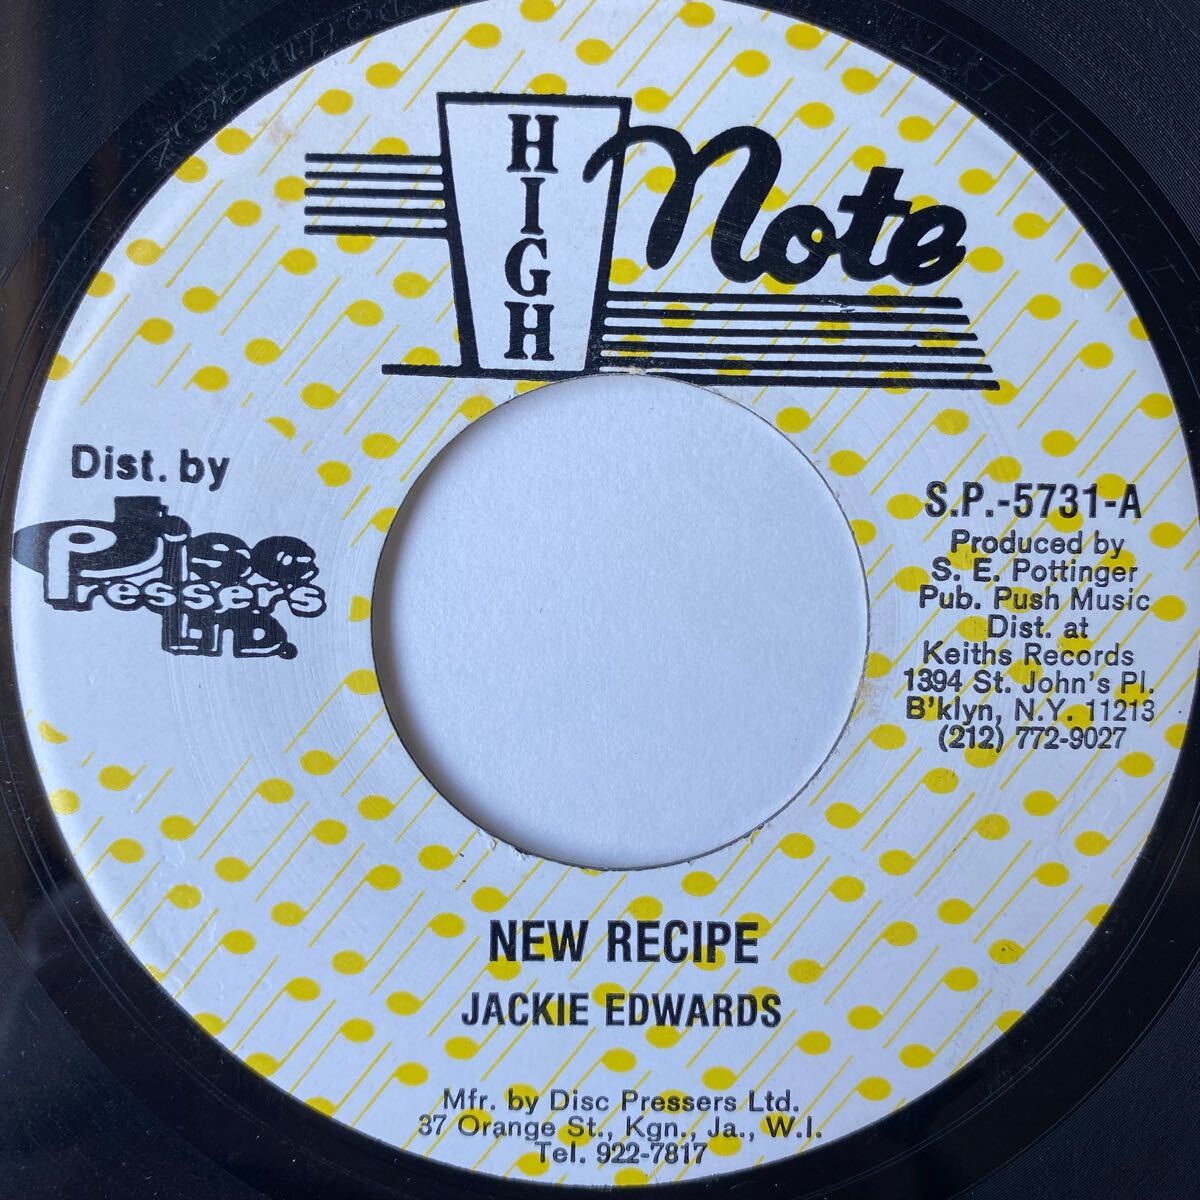 HIGH
Note
Dist. by
Disc
Pressers
LTD.
S.P.-5731-A
Produced by
S. E. Pottinger
Pub. Push Music
Dist. at
Keiths Records
1394 St. John's Pl.
B'klyn, N.Y. 11213
(212) 772-9027
NEW RECIPE
JACKIE EDWARDS
Mfr. by Disc Pressers Ltd.
37 Orange St., Kgn., Ja., W.I.
Tel. 922-7817